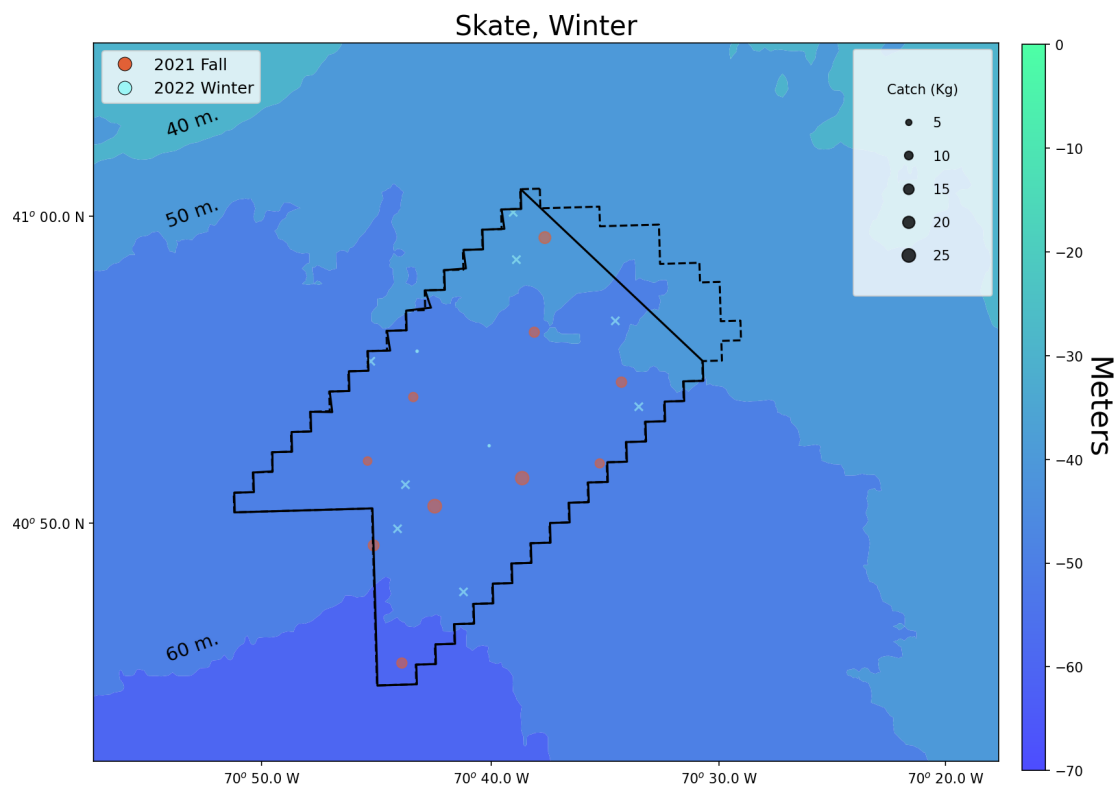 Skate, Winter
2021 Fall
2022 Winter
40 m.
50 m.
60 m.
Catch (Kg)
5
10
15
20
25
41° 00.0 N
40° 50.0 N
70° 50.0 W
70° 40.0 W
70° 30.0 W
70° 20.0 W
0
−10
−20
−30
−40
−50
−60
−70
Meters